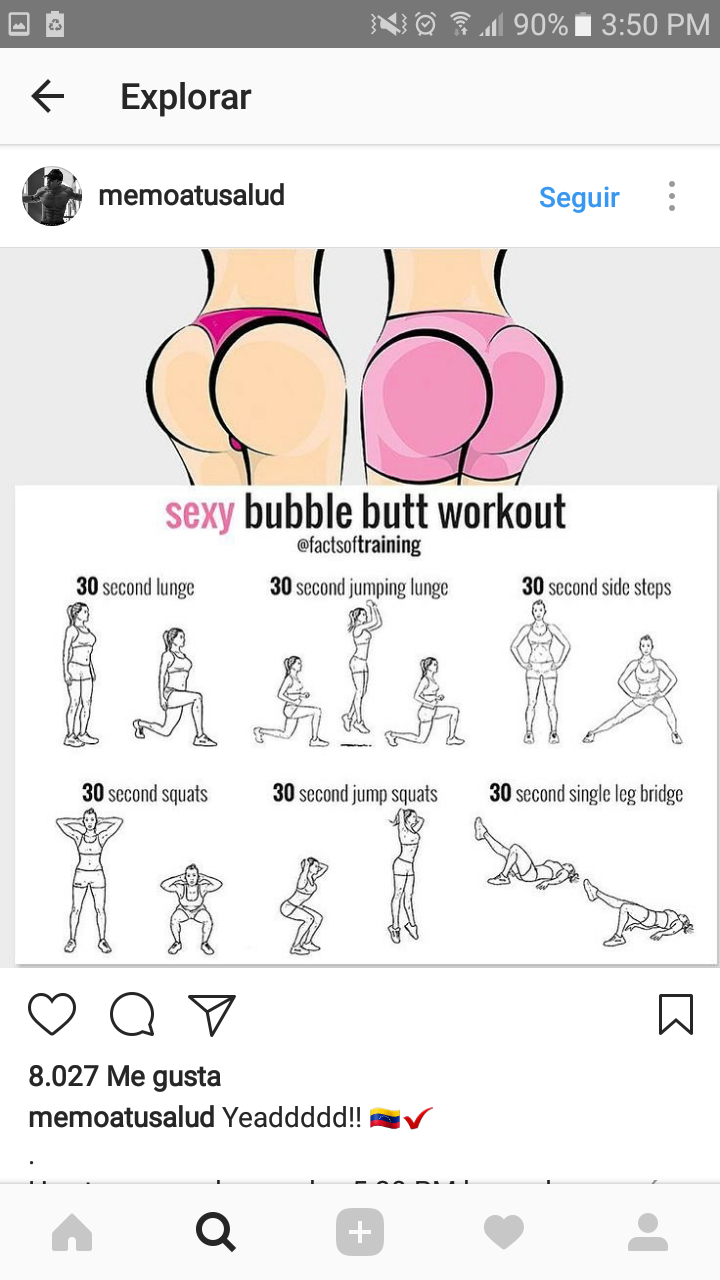 90% 3:50 PM
Explorar
memoatusalud
Seguir
sexy bubble butt workout
@factsoftraining
30 second lunge
30 second jumping lunge
30 second side steps
30 second squats
30 second jump squats
30 second single leg bridge
8.027 Me gusta
memoatusalud Yeaddddd!! 🇻🇪✔
.